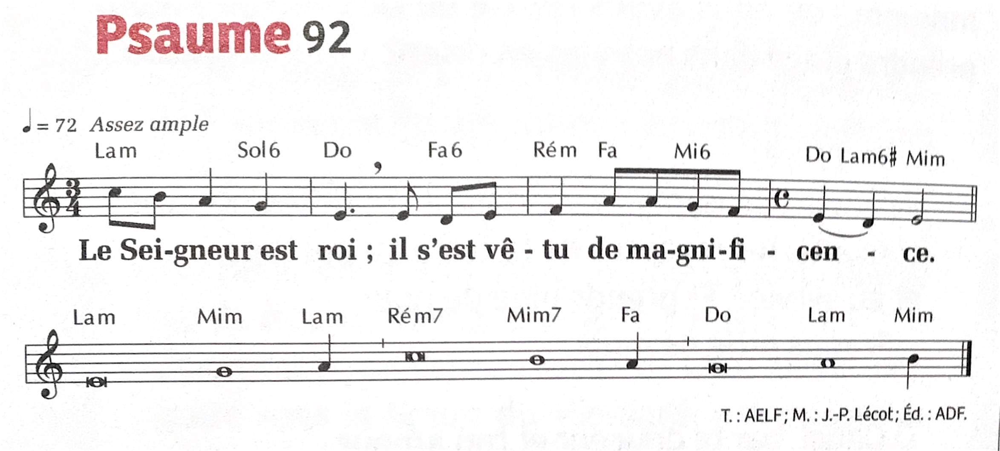 Psaume 92
♩ = 72 Assez ample
Lam Sol6 Do Fa6 Rém Fa Mi6 Do Lam6♯ Mim
3/4 C
Le Sei-gneur est roi ; il s’est vê - tu de ma-gni-fi - cen - ce.
Lam Mim Lam Rém7 Mim7 Fa Do Lam Mim
T. : AELF ; M. : J.-P. Lécot ; Éd. : ADF.